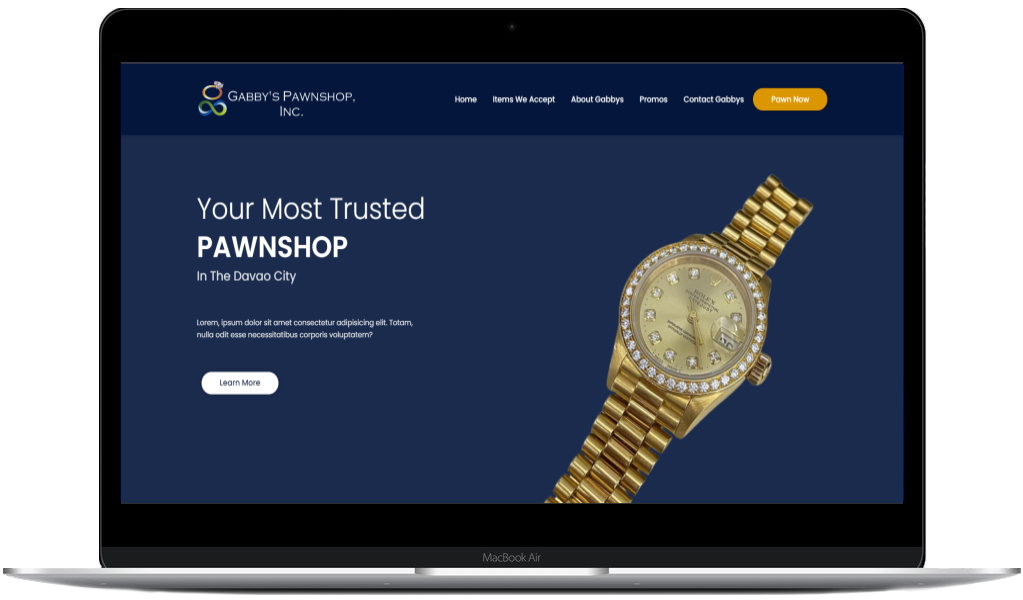 GABBY'S PAWNSHOP,
INC.
Home Items We Accept About Gabbys Promos Contact Gabbys Pawn Now
Your Most Trusted
PAWNSHOP
In The Davao City
Lorem, ipsum dolor sit amet consectetur adipisicing elit. Totam,
nulla odit esse necessitatibus corporis voluptatem?
Learn More
ROLEX
MacBook Air